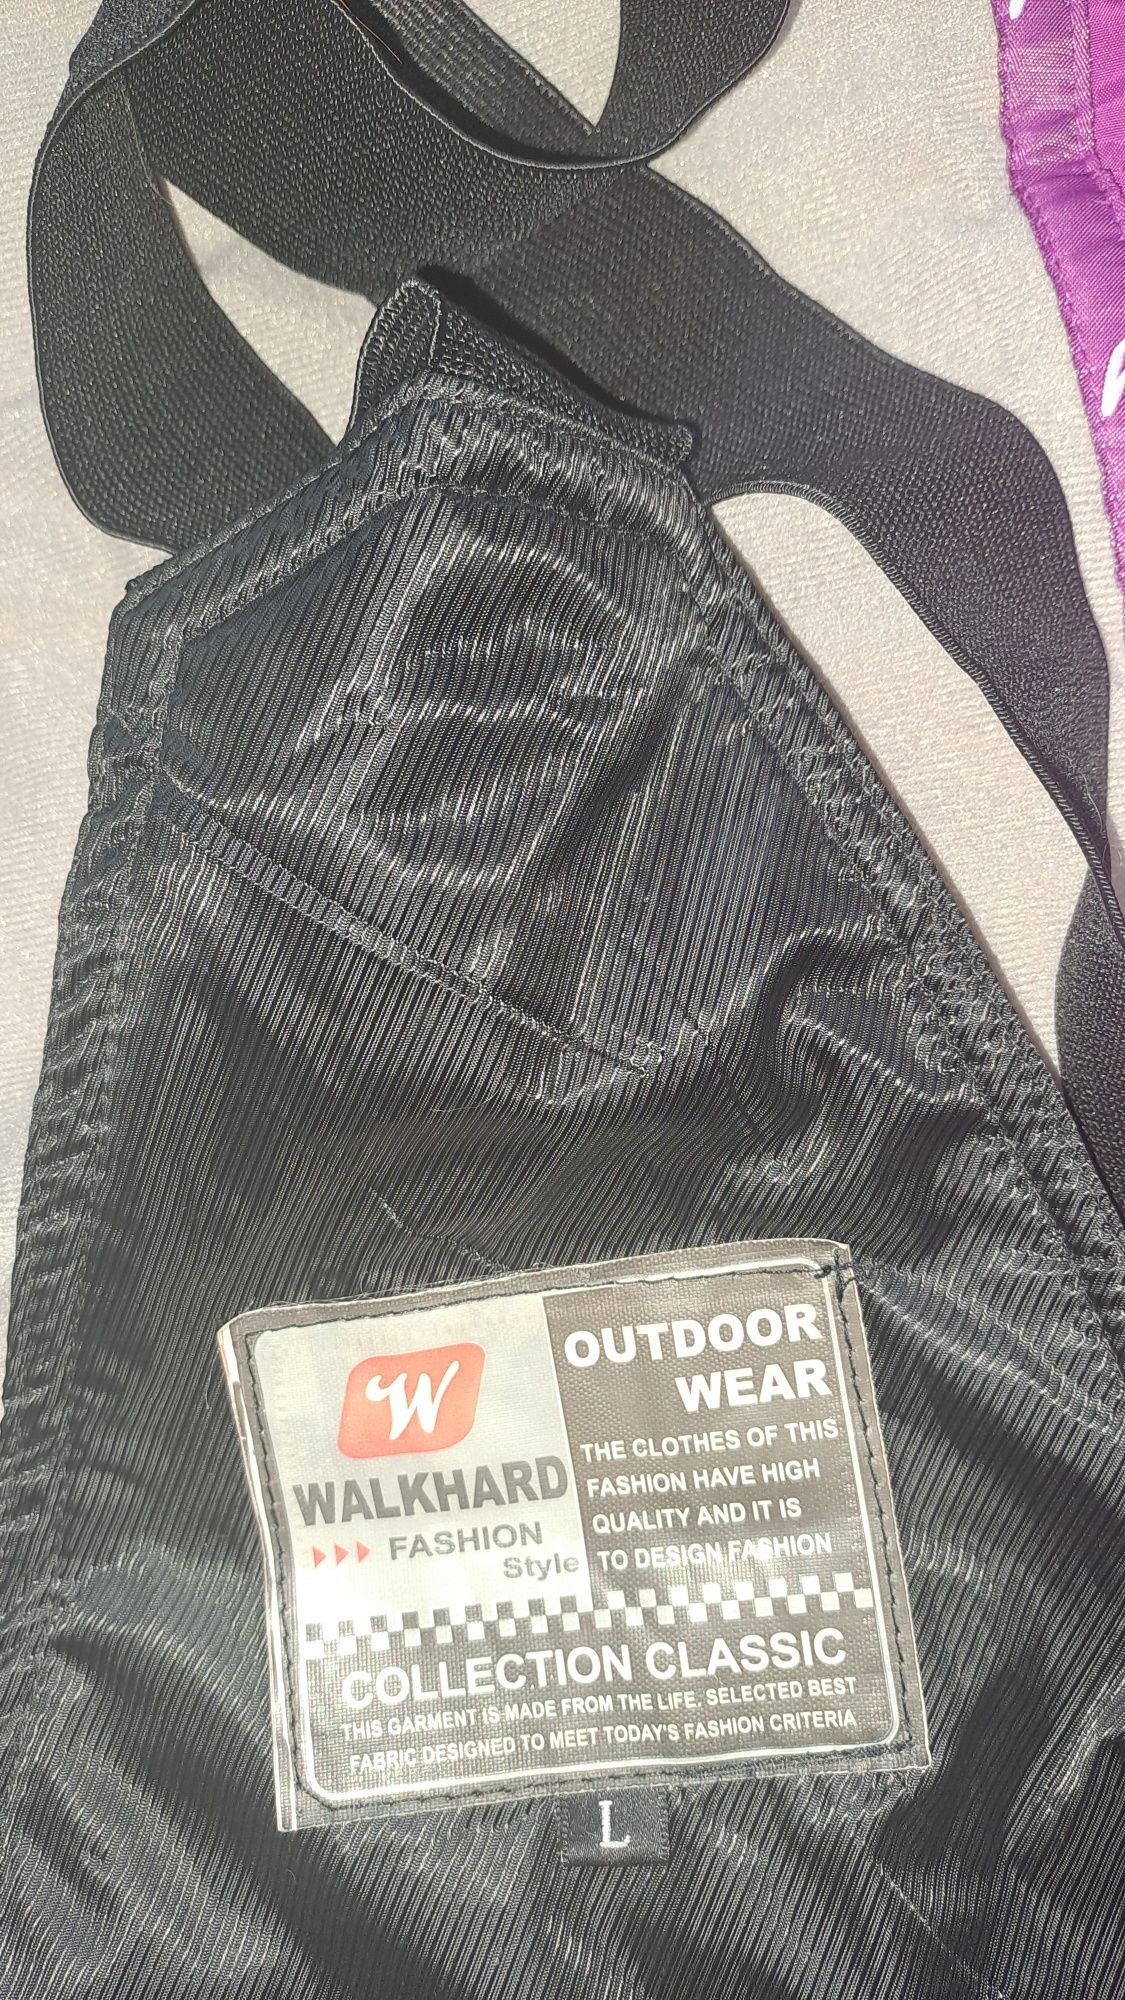 W
WALKHARD
FASHION
Style
OUTDOOR
WEAR
THE CLOTHES OF THIS
FASHION HAVE HIGH
QUALITY AND IT IS
TO DESIGN FASHION
COLLECTION CLASSIC
THIS GARMENT IS MADE FROM THE LIFE. SELECTED BEST
FABRIC DESIGNED TO MEET TODAY'S FASHION CRITERIA
L